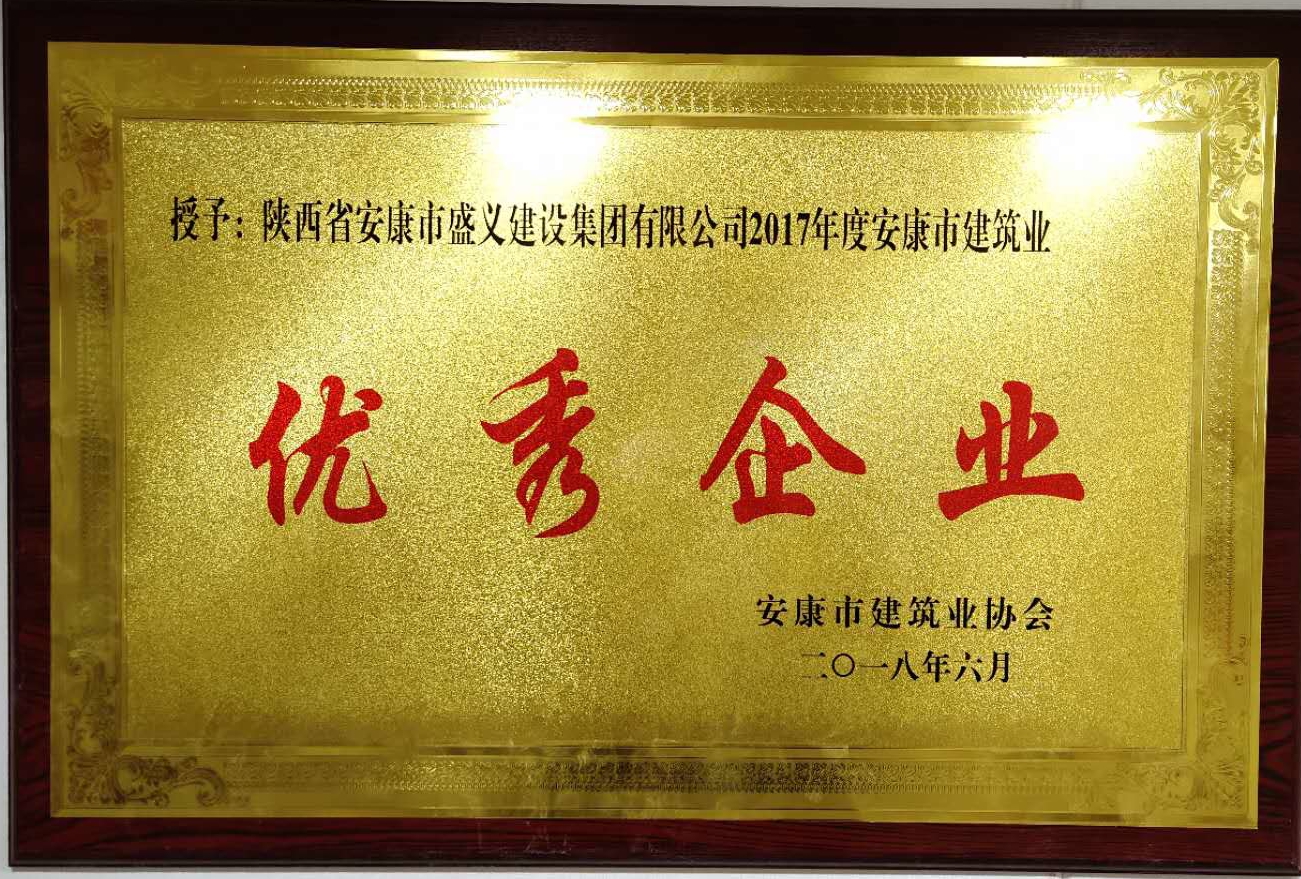 授予：陕西省安康市盛义建设集团有限公司2017年度安康市建筑业
优秀企业
安康市建筑业协会
二〇一八年六月